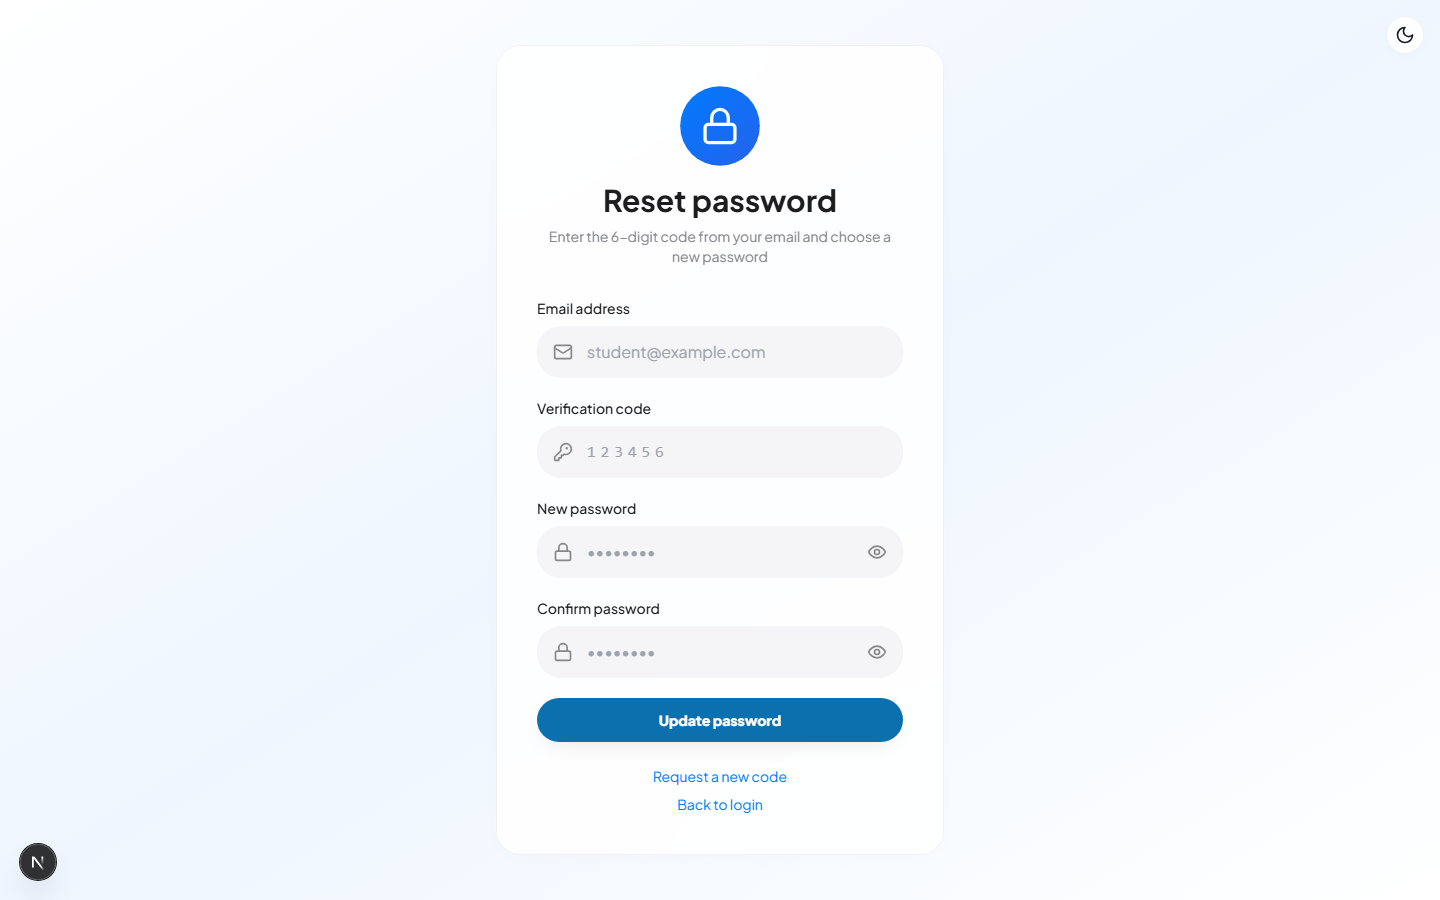 Reset password
Enter the 6-digit code from your email and choose a
new password
Email address
student@example.com
Verification code
1 2 3 4 5 6
New password
••••••••
Confirm password
••••••••
Update password
Request a new code
Back to login
N